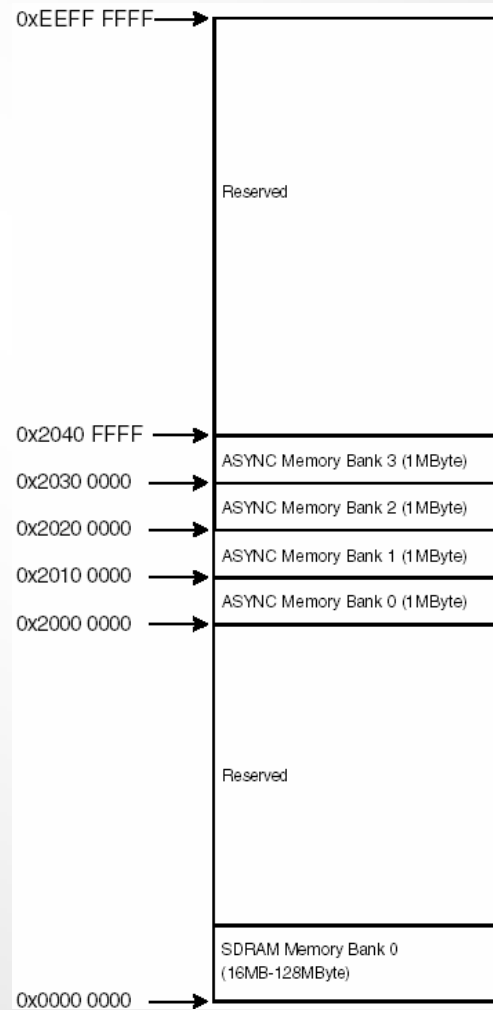 0xEEFF FFFF
Reserved
0x2040 FFFF
ASYNC Memory Bank 3 (1MByte)
0x2030 0000
ASYNC Memory Bank 2 (1MByte)
0x2020 0000
ASYNC Memory Bank 1 (1MByte)
0x2010 0000
ASYNC Memory Bank 0 (1MByte)
0x2000 0000
Reserved
SDRAM Memory Bank 0
(16MB-128MByte)
0x0000 0000